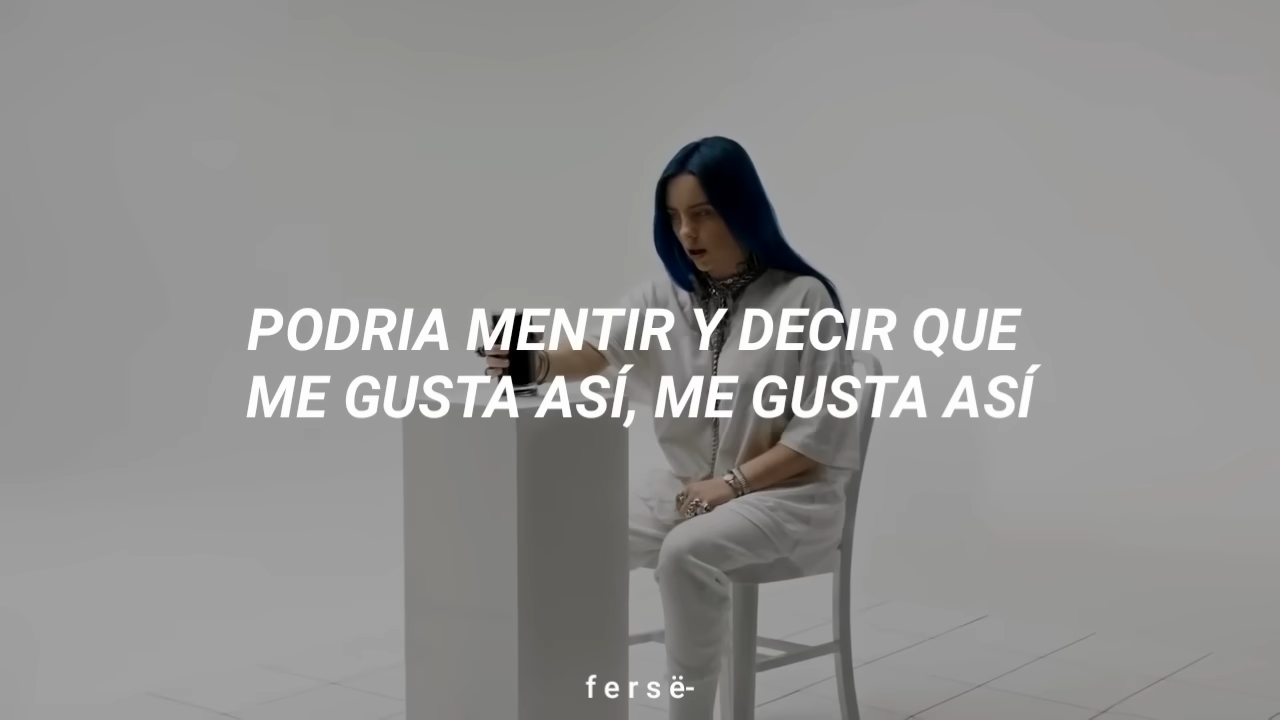 PODRIA MENTIR Y DECIR QUE
ME GUSTA ASÍ, ME GUSTA ASÍ
fersë-